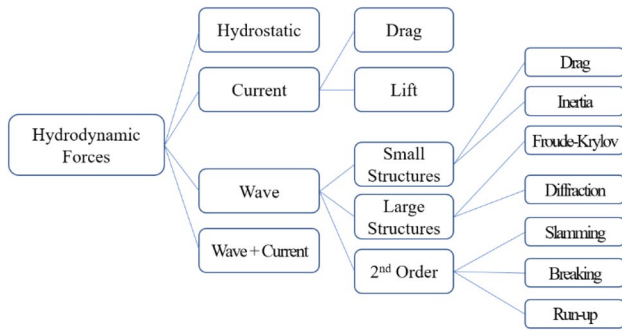 Hydrodynamic
Forces
Hydrostatic
Current
Wave
Wave + Current
Drag
Lift
Small
Structures
Large
Structures
2nd Order
Drag
Inertia
Froude-Krylov
Diffraction
Slamming
Breaking
Run-up